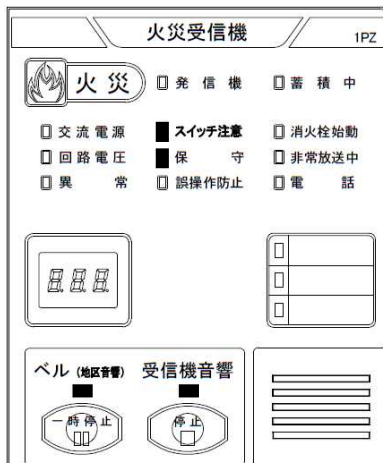 火災受信機
1PZ
火災 発信機 蓄積中
交流電源 スイッチ注意 消火栓始動
回路電圧 保守 非常放送中
異常 誤操作防止 電話
8.8.8.
ベル (地区音響) 受信機音響
一時停止 停止